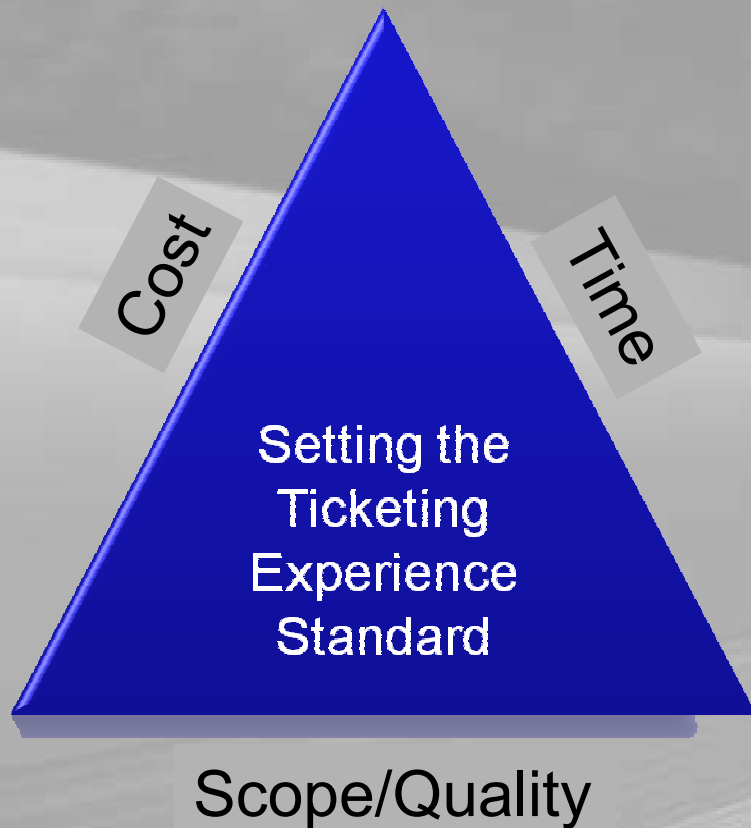 Cost
Time
Setting the
Ticketing
Experience
Standard
Scope/Quality